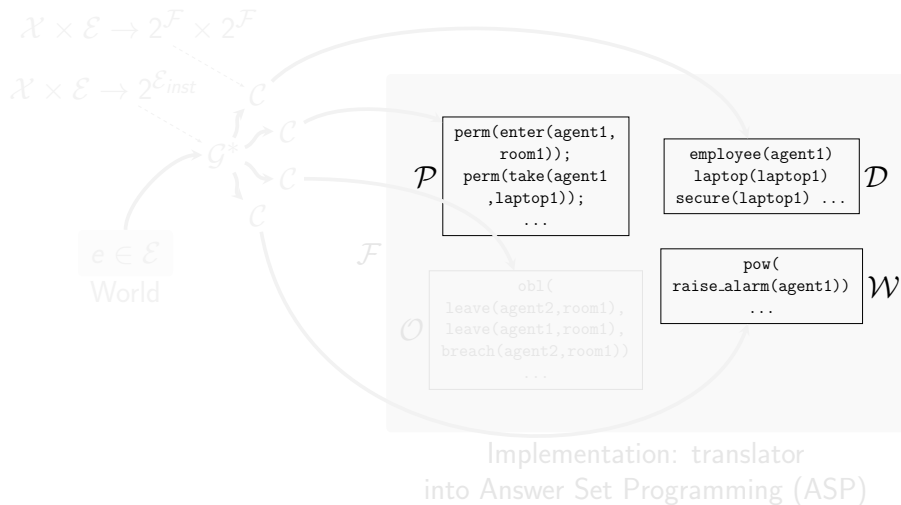 𝒳 × ℰ → 2^ℱ × 2^ℱ
𝒳 × ℰ → 2^ℰinst
𝒞
𝒞
𝒢*
𝒞
𝒞
e ∈ ℰ
World
ℱ
𝒫
perm(enter(agent1,
room1));
perm(take(agent1
,laptop1));
...
employee(agent1)
laptop(laptop1)
secure(laptop1) ...
𝒟
𝒪
obl(
leave(agent2,room1),
leave(agent1,room1),
breach(agent2,room1))
...
pow(
raise_alarm(agent1))
...
𝒲
Implementation: translator
into Answer Set Programming (ASP)